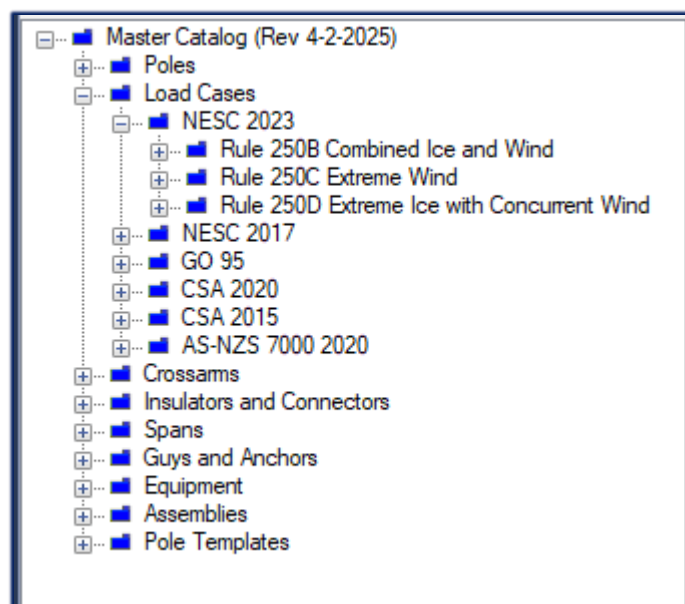 Master Catalog (Rev 4-2-2025)
Poles
Load Cases
NESC 2023
Rule 250B Combined Ice and Wind
Rule 250C Extreme Wind
Rule 250D Extreme Ice with Concurrent Wind
NESC 2017
GO 95
CSA 2020
CSA 2015
AS-NZS 7000 2020
Crossarms
Insulators and Connectors
Spans
Guys and Anchors
Equipment
Assemblies
Pole Templates